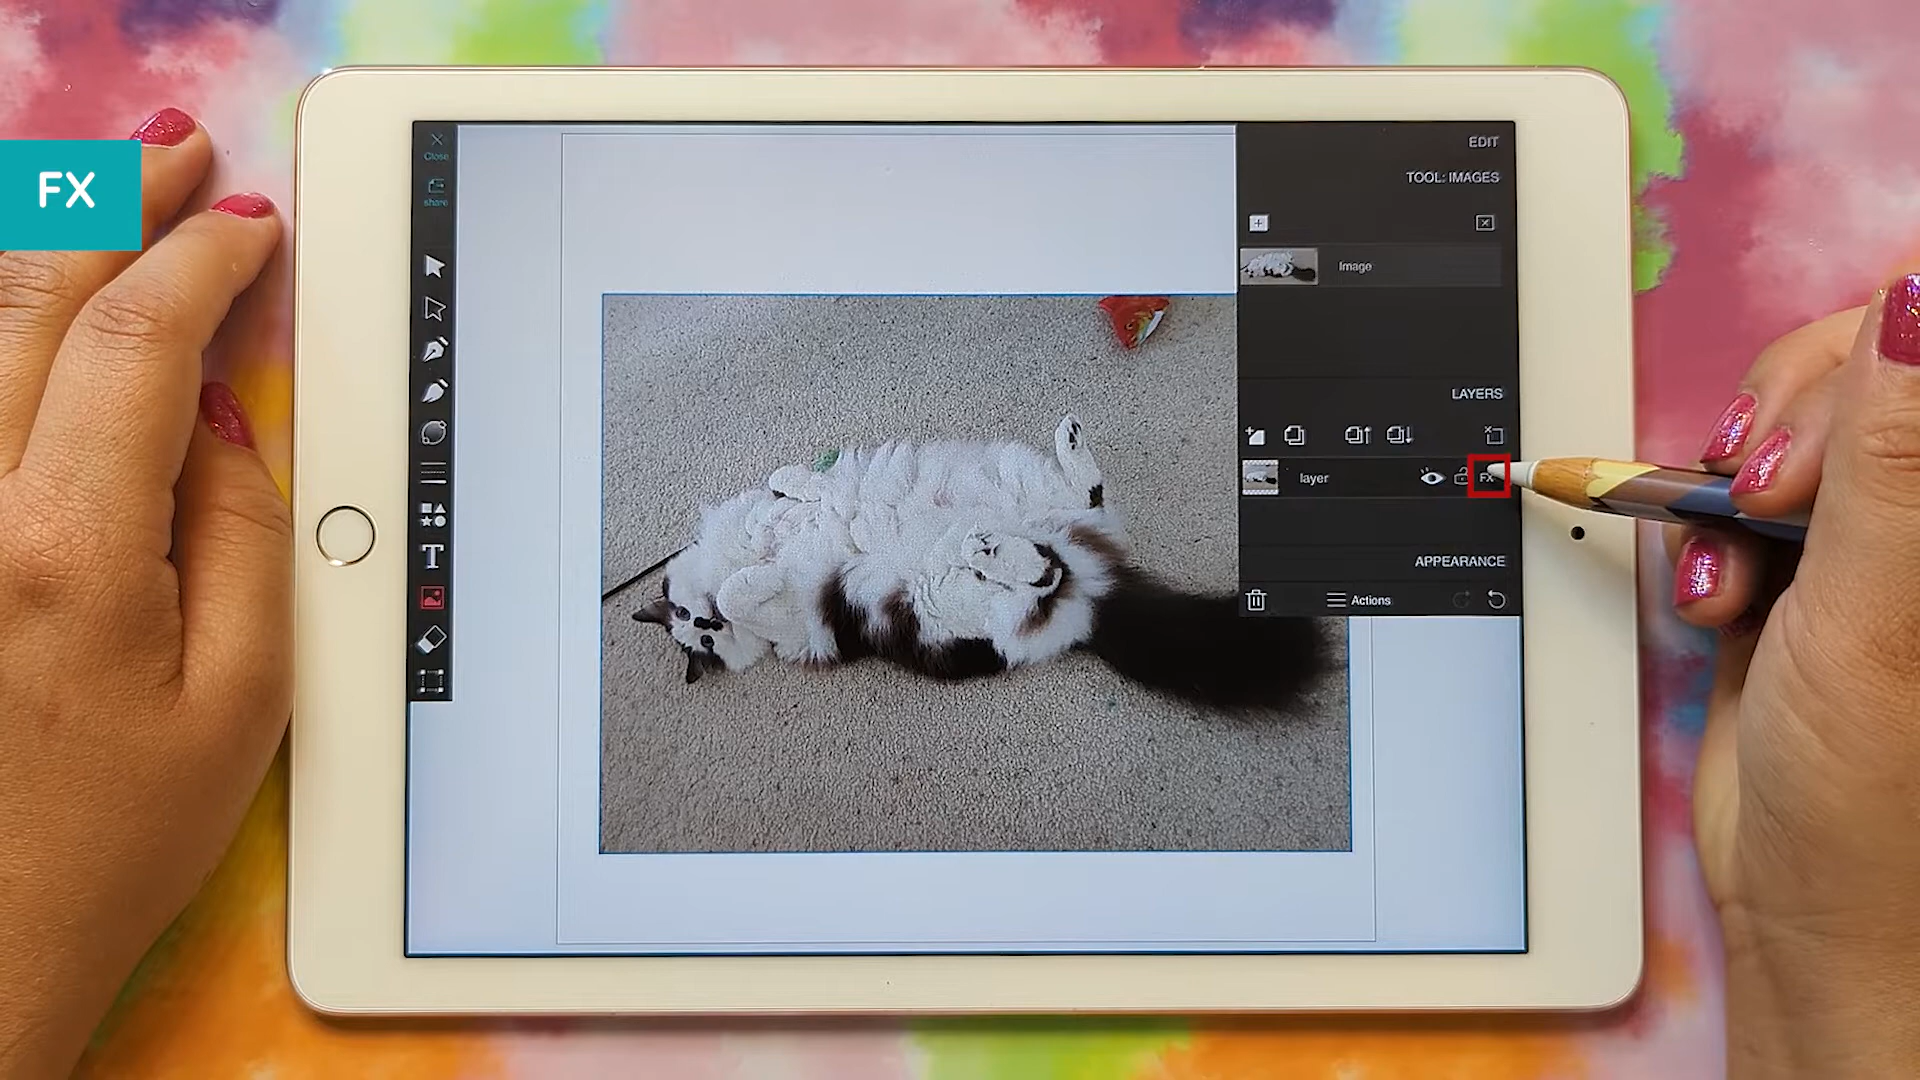 FX
Close
share
T
EDIT
TOOL: IMAGES
Image
LAYERS
layer
FX
APPEARANCE
Actions